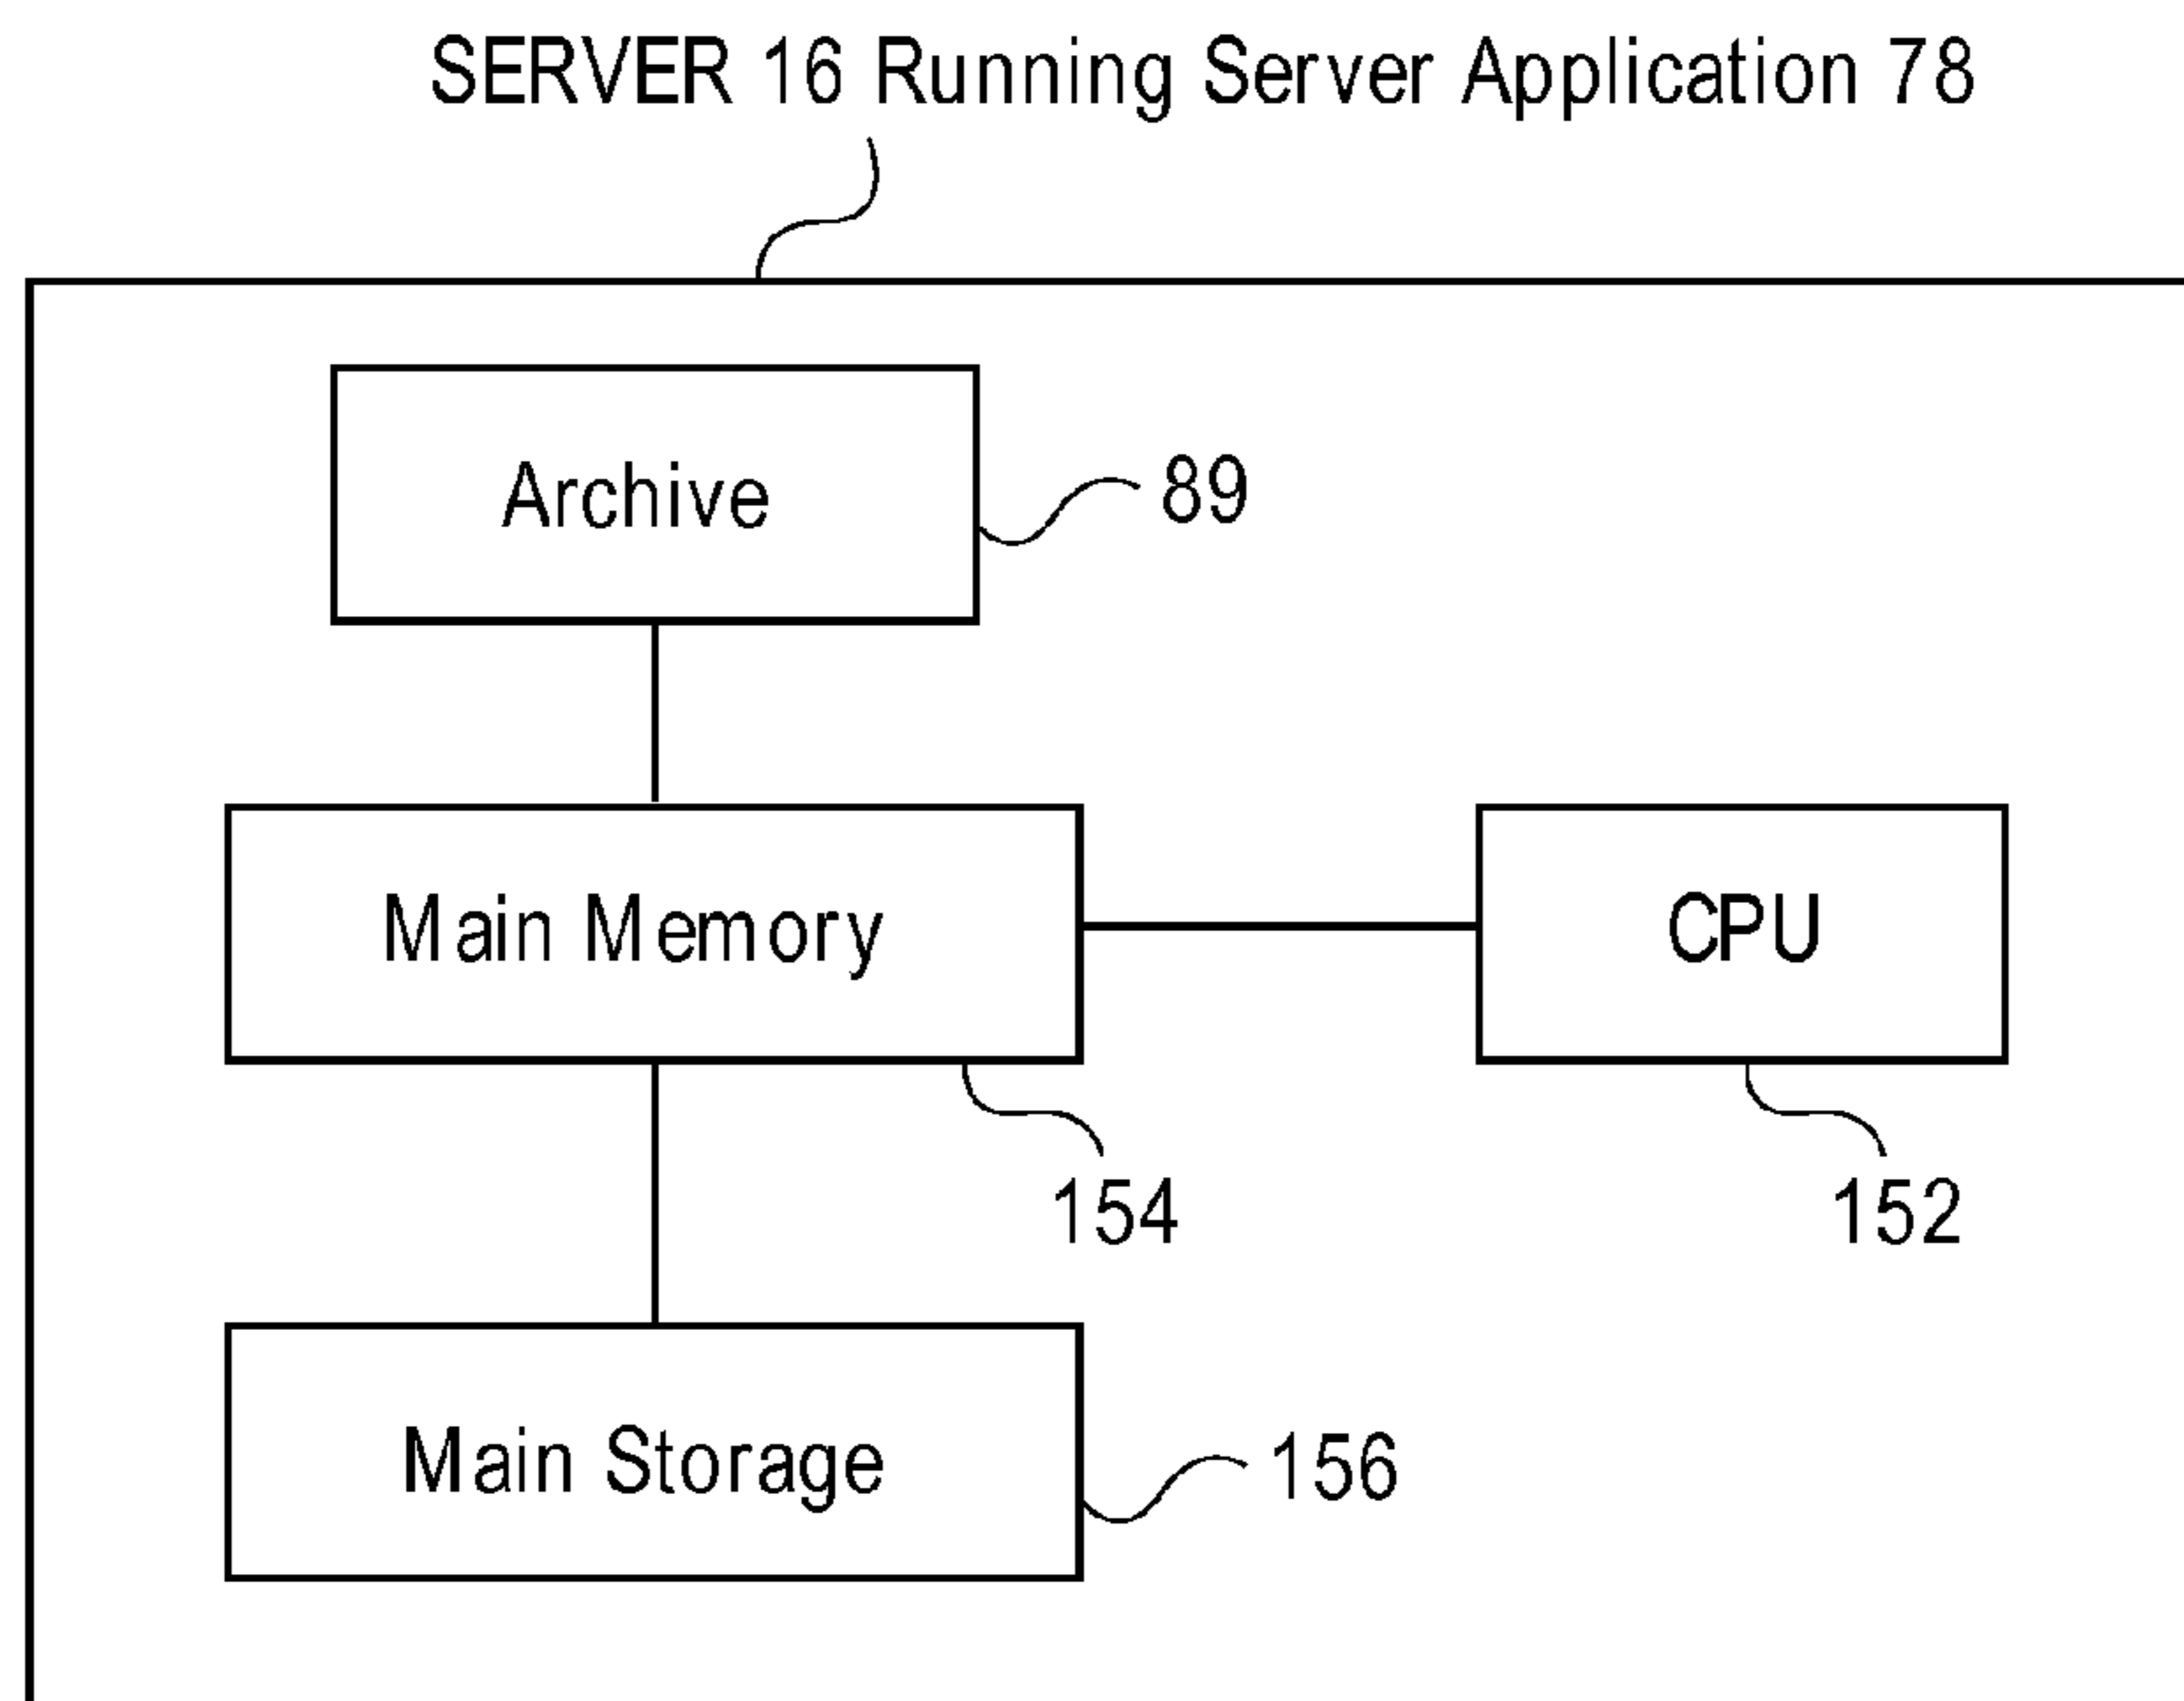 SERVER 16 Running Server Application 78
Archive
89
Main Memory
CPU
154
152
Main Storage
156